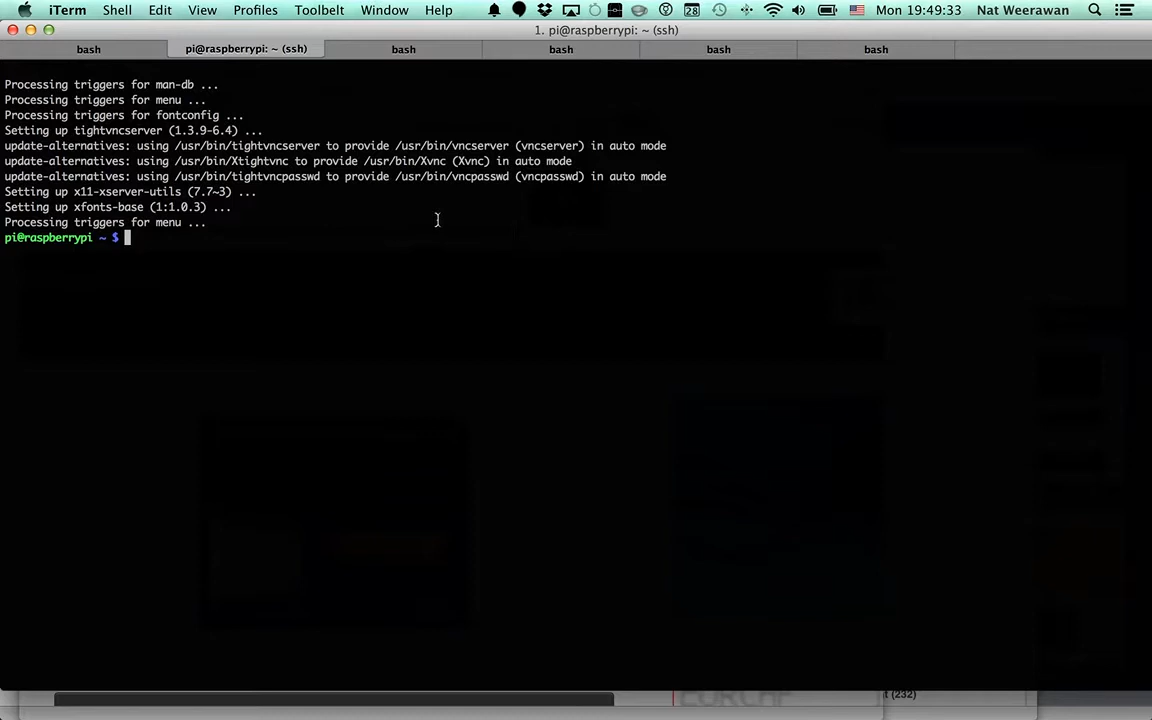 iTerm Shell Edit View Profiles Toolbelt Window Help 28 Mon 19:49:33 Nat Weerawan
1. pi@raspberrypi: ~ (ssh)
bash pi@raspberrypi: ~ (ssh) bash bash bash bash
Processing triggers for man-db ...
Processing triggers for menu ...
Processing triggers for fontconfig ...
Setting up tightvncserver (1.3.9-6.4) ...
update-alternatives: using /usr/bin/tightvncserver to provide /usr/bin/vncserver (vncserver) in auto mode
update-alternatives: using /usr/bin/Xtightvnc to provide /usr/bin/Xvnc (Xvnc) in auto mode
update-alternatives: using /usr/bin/tightvncpasswd to provide /usr/bin/vncpasswd (vncpasswd) in auto mode
Setting up x11-xserver-utils (7.7~3) ...
Setting up xfonts-base (1:1.0.3) ...
Processing triggers for menu ...
pi@raspberrypi ~ $
(232)